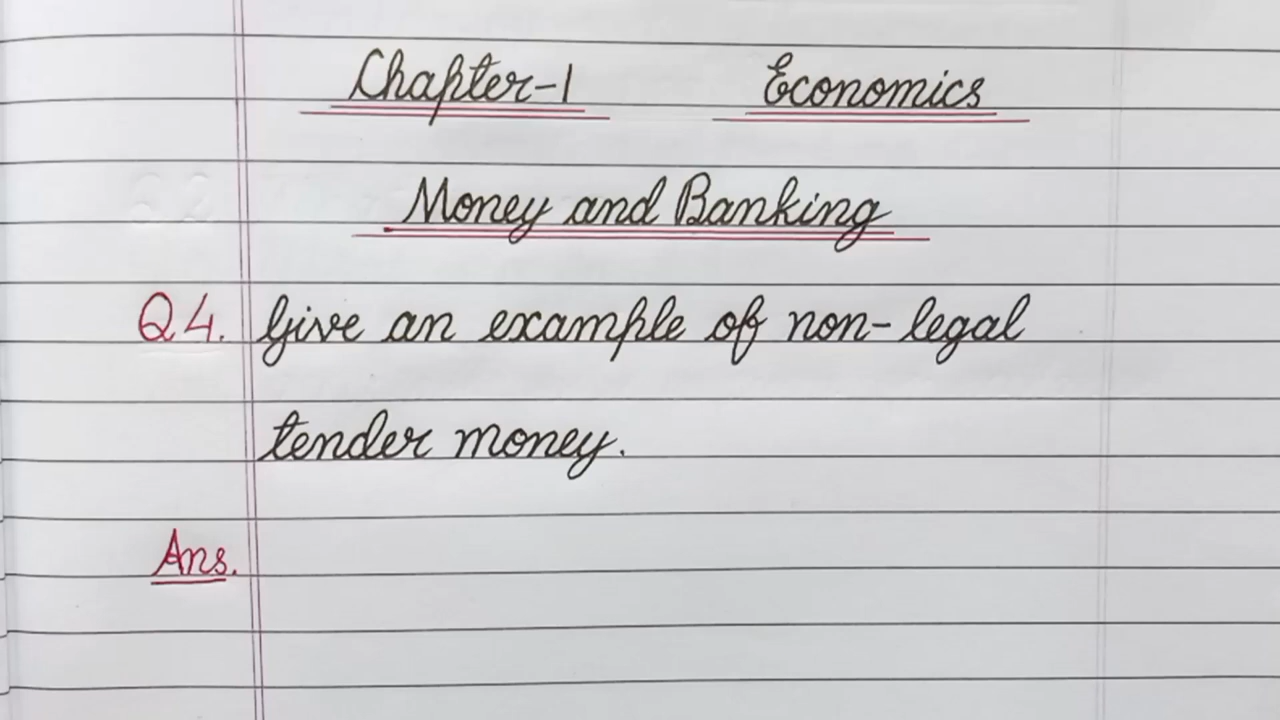 Chapter-1 Economics
Money and Banking
Q4. Give an example of non-legal
tender money.
Ans.